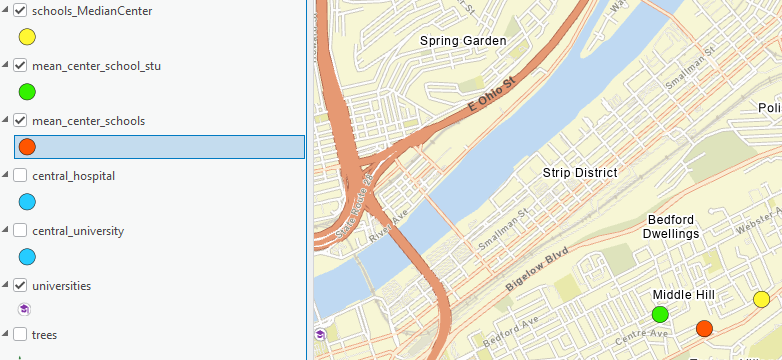 schools_MedianCenter
mean_center_school_stu
mean_center_schools
central_hospital
central_university
universities
trees
Spring Garden
E Ohio St
Smallman St
Strip District
State Route 28
River Ave
Smallman St
Bedford
Dwellings
Webster Ave
Bigelow Blvd
Middle Hill
Bedford Ave
Centre Ave